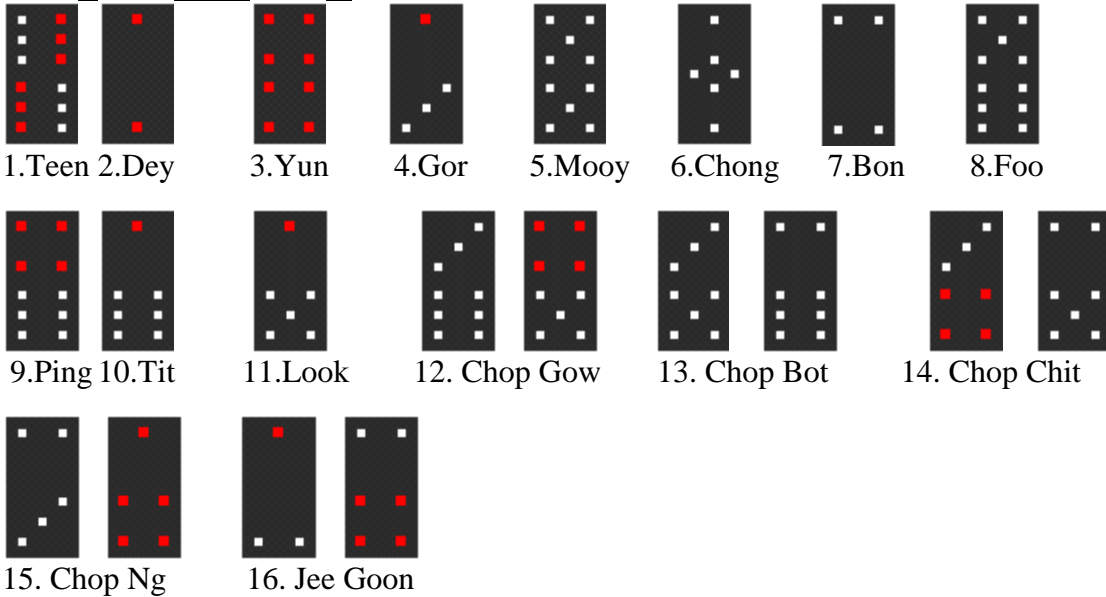 1.Teen 2.Dey 3.Yun 4.Gor 5.Mooy 6.Chong 7.Bon 8.Foo
9.Ping 10.Tit 11.Look 12. Chop Gow 13. Chop Bot 14. Chop Chit
15. Chop Ng 16. Jee Goon